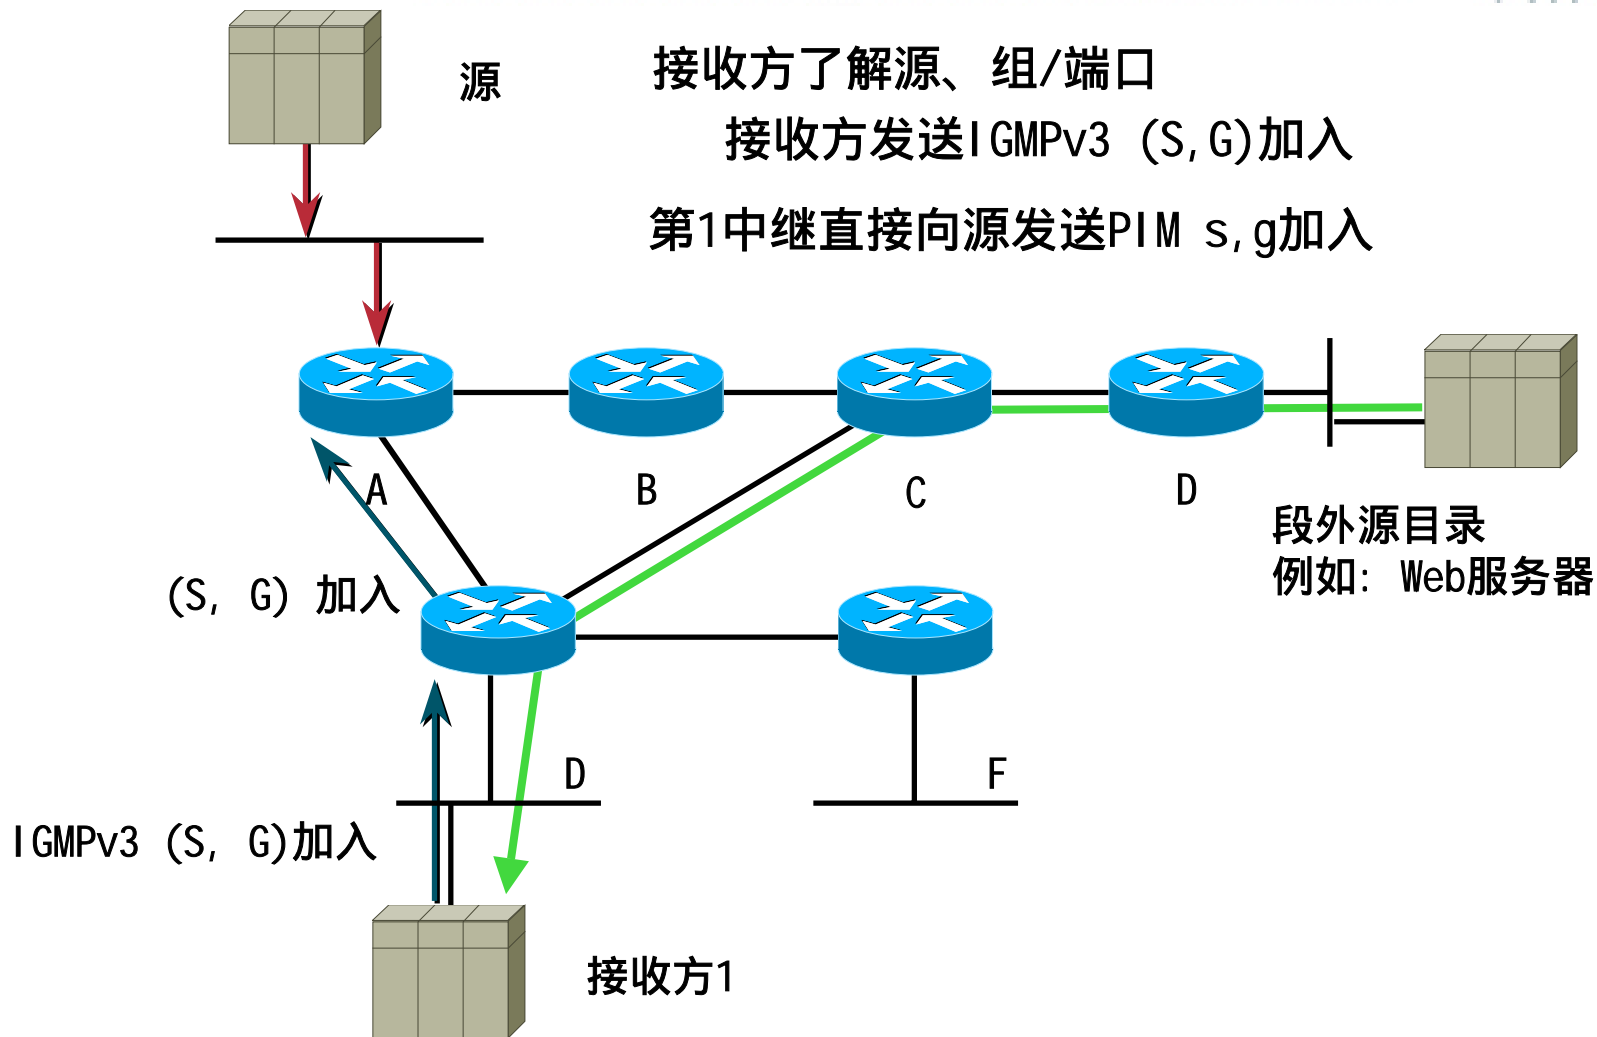 源
接收方了解源、组/端口
接收方发送IGMPv3 (S,G)加入
第1中继直接向源发送PIM s,g加入
A
B
C
D
段外源目录
例如: Web服务器
(S, G) 加入
D
F
IGMPv3 (S, G)加入
接收方1